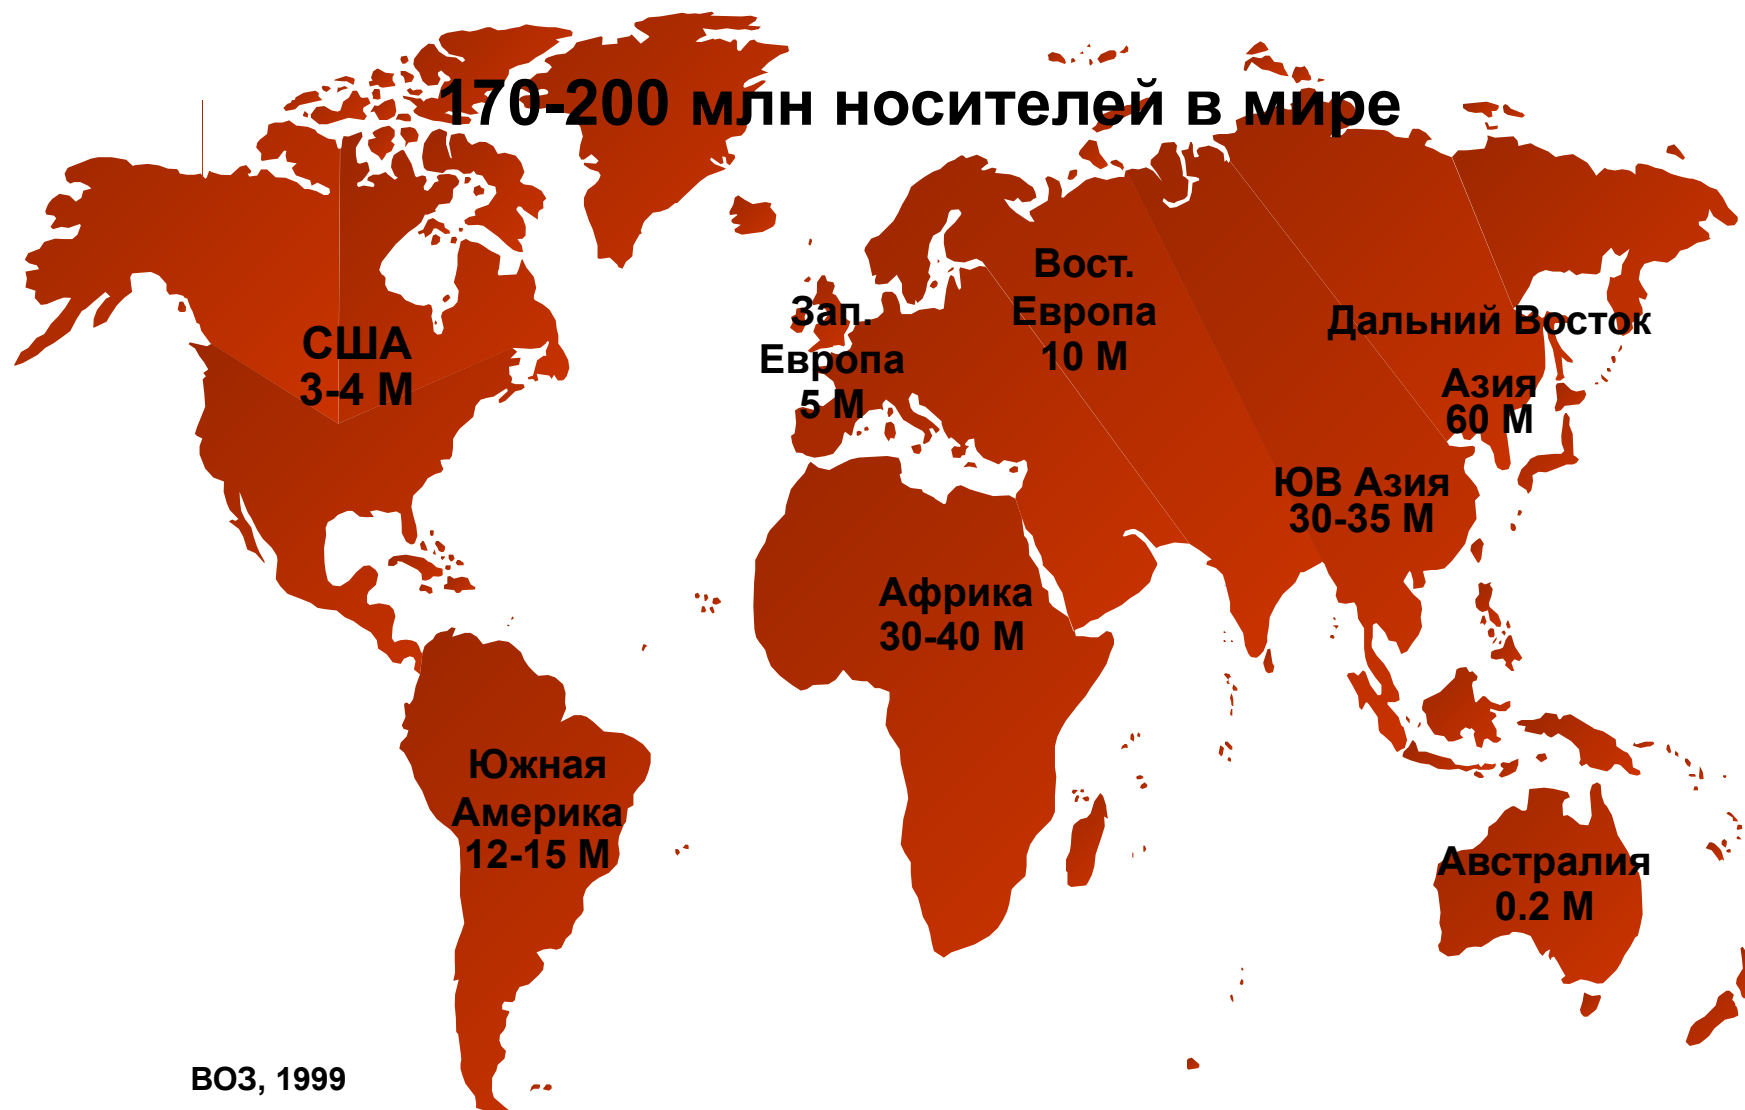 170-200 млн носителей в мире
США
3-4 М
Зап.
Европа
5 М
Вост.
Европа
10 М
Дальний Восток
Азия
60 М
ЮВ Азия
30-35 М
Африка
30-40 М
Южная
Америка
12-15 М
Австралия
0.2 М
ВОЗ, 1999